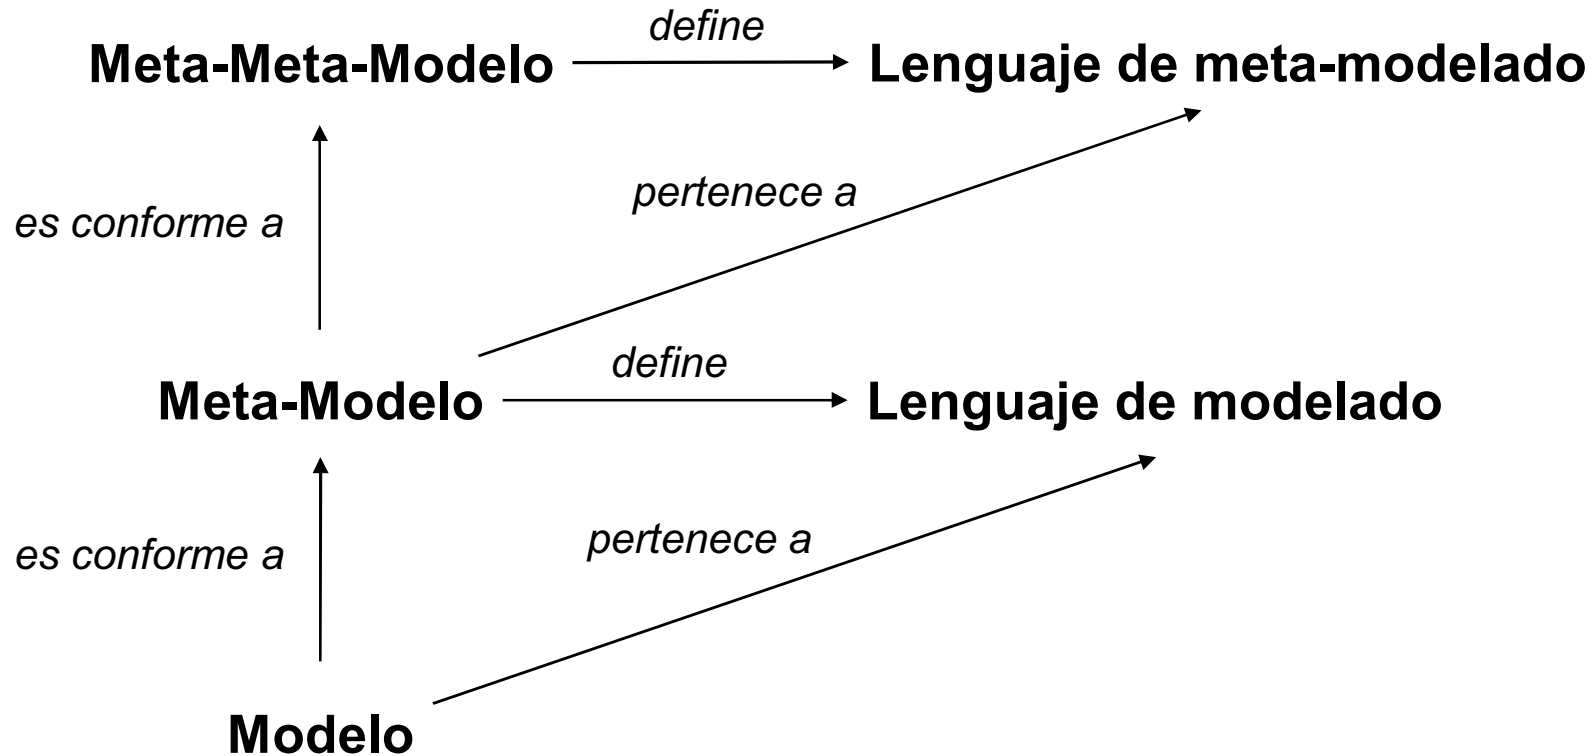 define
Meta-Meta-Modelo
Lenguaje de meta-modelado
pertenece a
es conforme a
define
Meta-Modelo
Lenguaje de modelado
pertenece a
es conforme a
Modelo